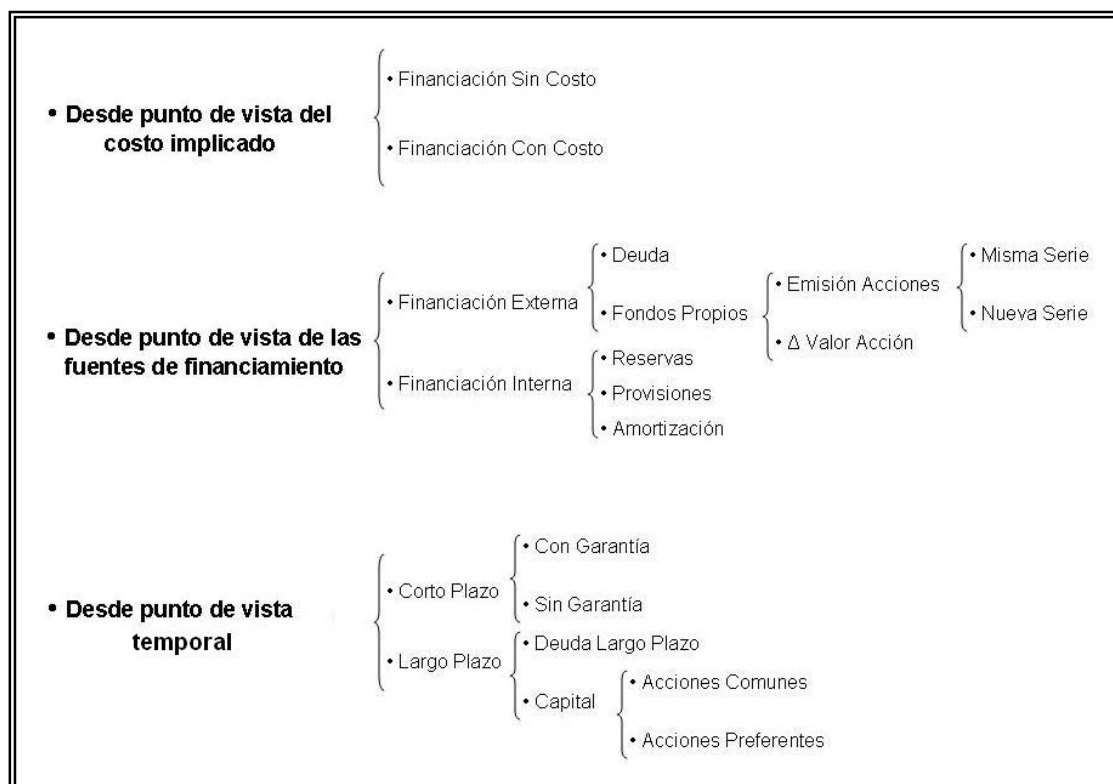 • Desde punto de vista del
costo implicado
• Financiación Sin Costo
• Financiación Con Costo
• Desde punto de vista de las
fuentes de financiamiento
• Financiación Externa
• Deuda
• Fondos Propios
• Emisión Acciones
• Misma Serie
• Nueva Serie
• Δ Valor Acción
• Financiación Interna
• Reservas
• Provisiones
• Amortización
• Desde punto de vista
temporal
• Corto Plazo
• Con Garantía
• Sin Garantía
• Largo Plazo
• Deuda Largo Plazo
• Capital
• Acciones Comunes
• Acciones Preferentes